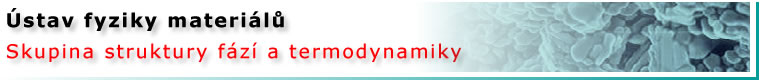 Ústav fyziky materiálů
Skupina struktury fází a termodynamiky